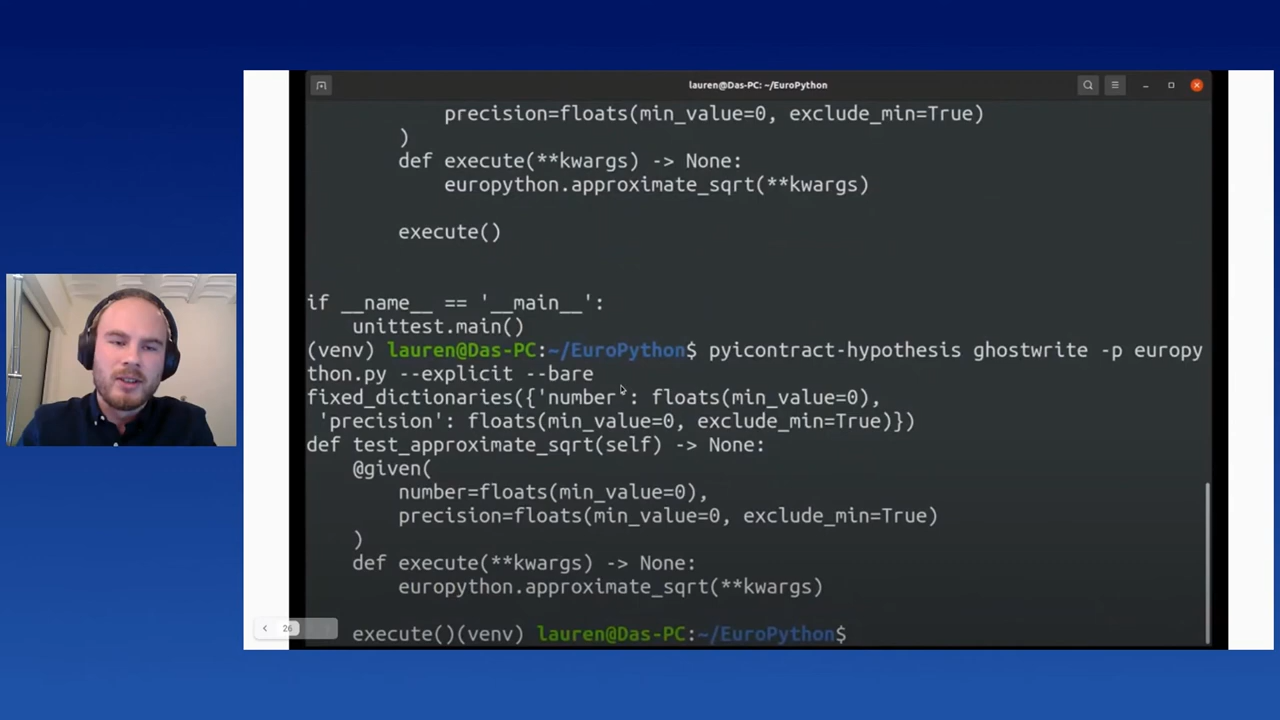 lauren@Das-PC: ~/EuroPython
precision=floats(min_value=0, exclude_min=True)
)
def execute(**kwargs) -> None:
europython.approximate_sqrt(**kwargs)
execute()
if __name__ == '__main__':
unittest.main()
(venv) lauren@Das-PC:~/EuroPython$ pyicontract-hypothesis ghostwrite -p europy
thon.py --explicit --bare
fixed_dictionaries({'number': floats(min_value=0),
'precision': floats(min_value=0, exclude_min=True)})
def test_approximate_sqrt(self) -> None:
@given(
number=floats(min_value=0),
precision=floats(min_value=0, exclude_min=True)
)
def execute(**kwargs) -> None:
europython.approximate_sqrt(**kwargs)
execute()(venv) lauren@Das-PC:~/EuroPython$
26